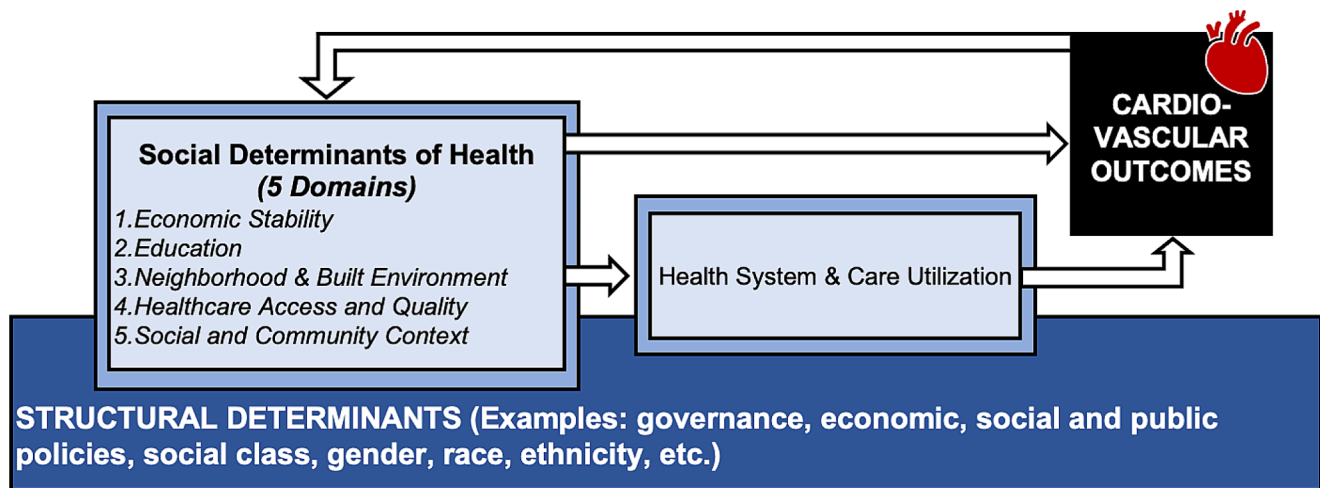 Social Determinants of Health
(5 Domains)
1.Economic Stability
2.Education
3.Neighborhood & Built Environment
4.Healthcare Access and Quality
5.Social and Community Context
Health System & Care Utilization
CARDIO-
VASCULAR
OUTCOMES
STRUCTURAL DETERMINANTS (Examples: governance, economic, social and public
policies, social class, gender, race, ethnicity, etc.)